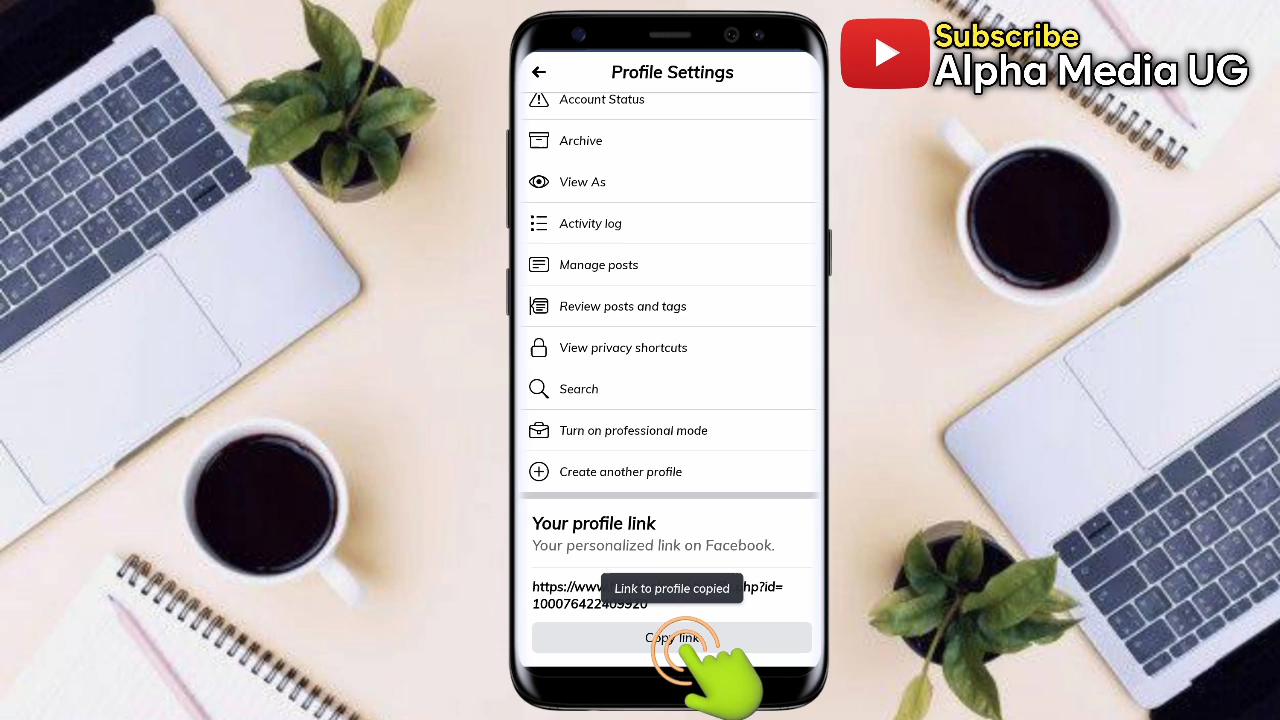 Subscribe
Alpha Media UG
Profile Settings
Account Status
Archive
View As
Activity log
Manage posts
Review posts and tags
View privacy shortcuts
Search
Turn on professional mode
Create another profile
Your profile link
Your personalized link on Facebook.
https://www hp?id=
Link to profile copied
Copy link